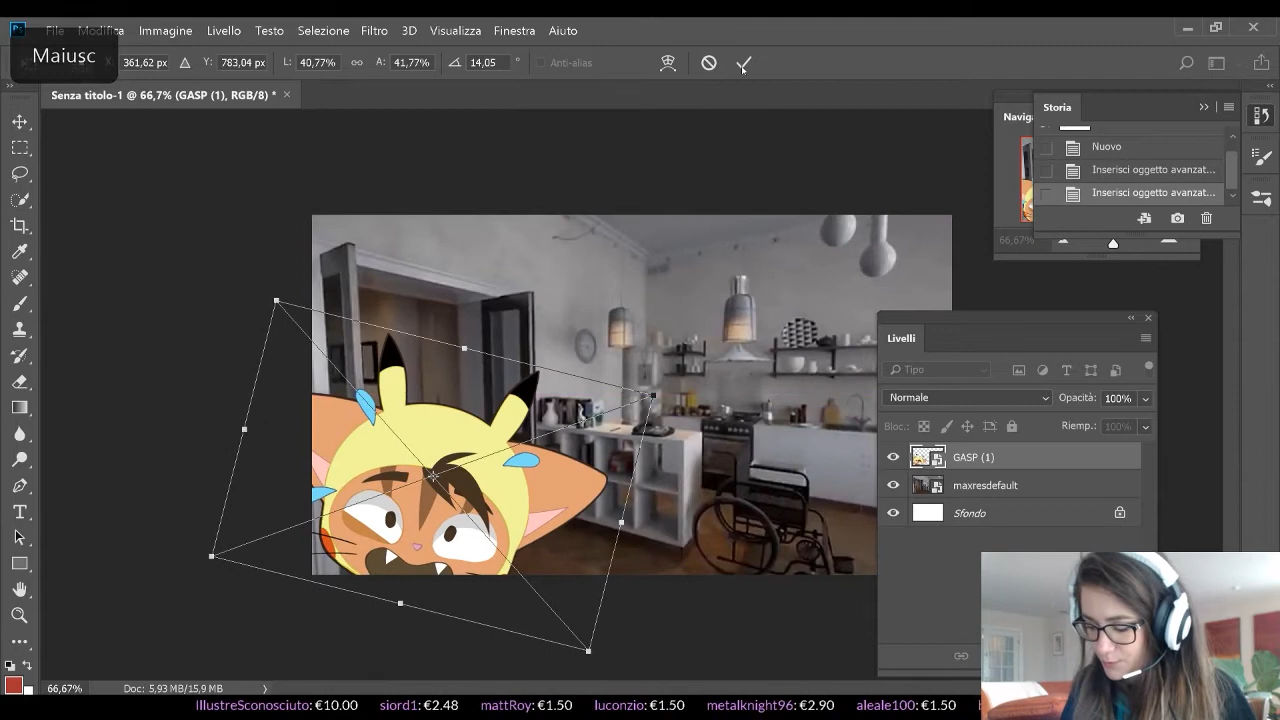 Ps File Modifica Immagine Livello Testo Selezione Filtro 3D Visualizza Finestra Aiuto
Maiusc
X: 361,62 px Y: 783,04 px L: 40,77% A: 41,77% 14,05 ° Anti-alias
Senza titolo-1 @ 66,7% (GASP (1), RGB/8) * ×
Naviga
Storia
Nuovo
Inserisci oggetto avanzat...
Inserisci oggetto avanzat...
66,67%
Livelli
Tipo
Normale Opacità: 100%
Bloc.: Riemp.: 100%
GASP (1)
maxresdefault
Sfondo
66,67% Doc: 5,93 MB/15,9 MB
IllustreSconosciuto: €10.00 siord1: €2.48 mattRoy: €1.50 luconzio: €1.50 metalknight96: €2.90 aleale100: €1.50